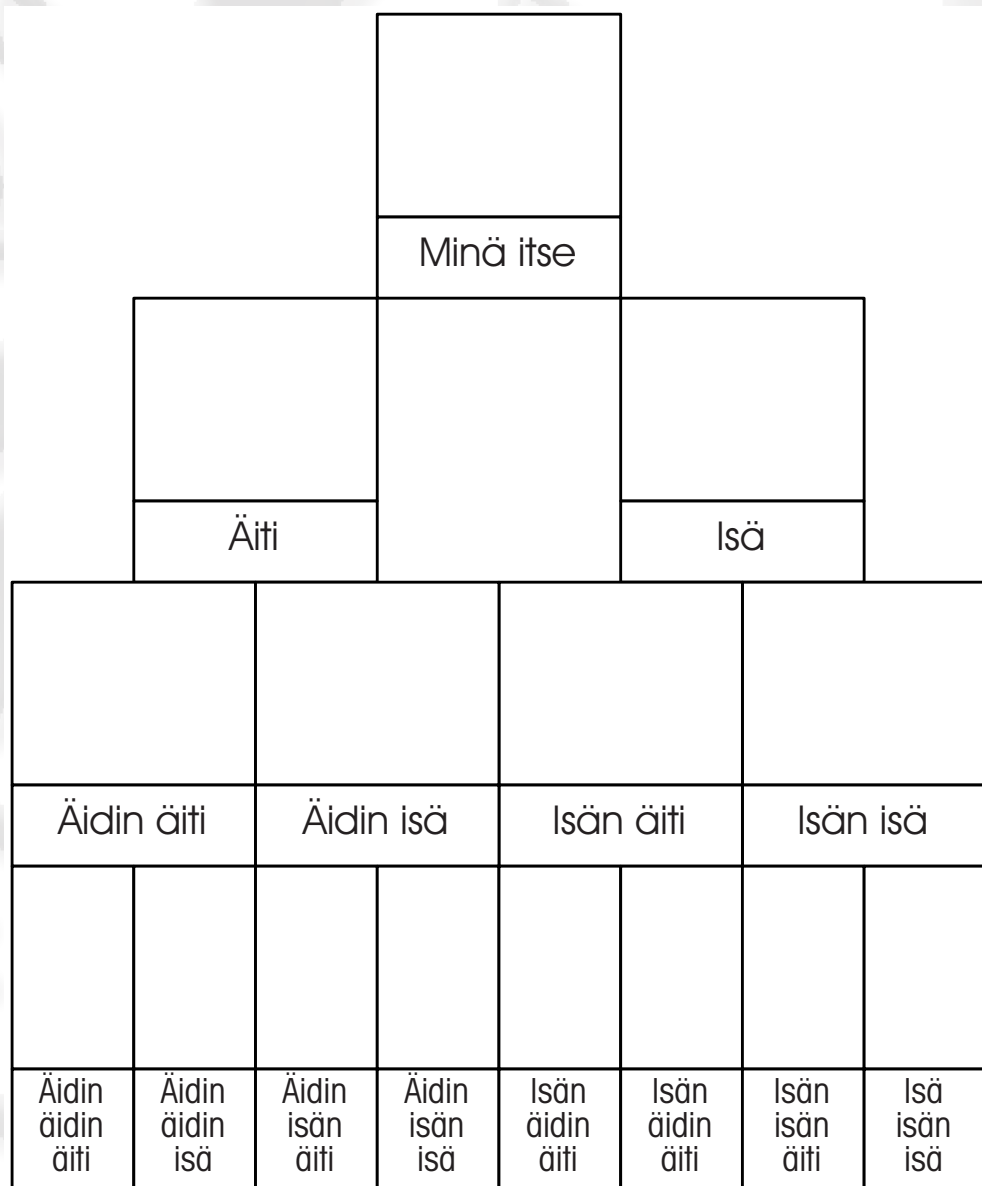 Minä itse
Äiti
Isä
Äidin äiti
Äidin isä
Isän äiti
Isän isä
Äidin
äidin
äiti
Äidin
äidin
isä
Äidin
isän
äiti
Äidin
isän
isä
Isän
äidin
äiti
Isän
äidin
äiti
Isän
isän
äiti
Isä
isän
isä